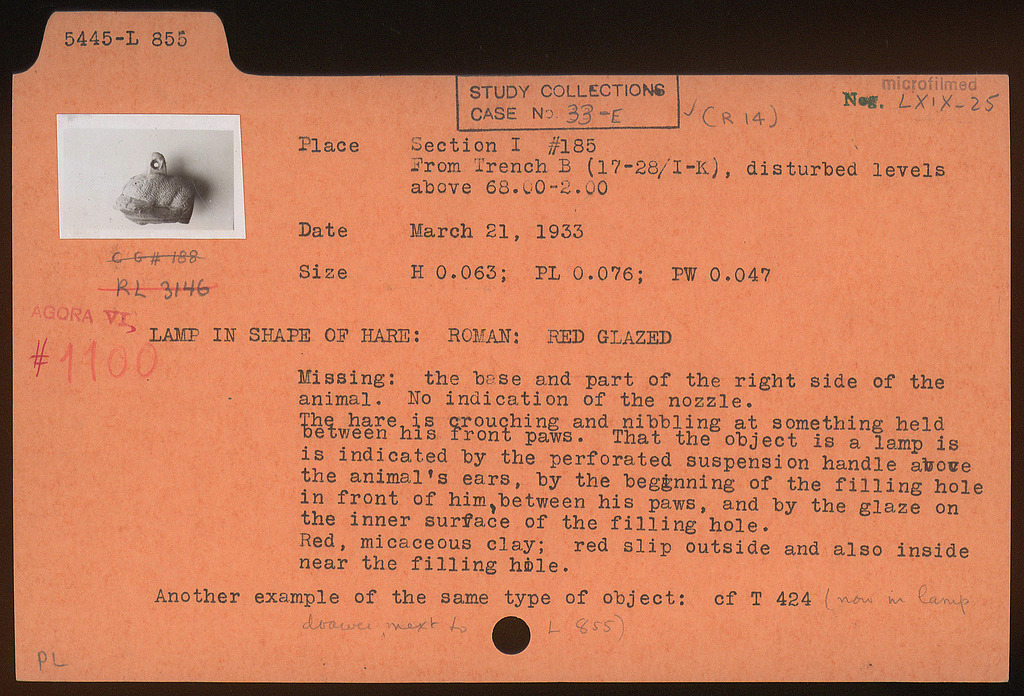 5445-L 855
microfilmed
STUDY COLLECTIONS
CASE No. 33-E
(R 14)
Neg. LXIX-25
Place Section I #185
From Trench B (17-28/I-K), disturbed levels
above 68.00-2.00
Date March 21, 1933
C G # 188
Size H 0.063; PL 0.076; PW 0.047
RL 3146
AGORA VI,
#1100
LAMP IN SHAPE OF HARE: ROMAN: RED GLAZED
Missing: the base and part of the right side of the
animal. No indication of the nozzle.
The hare is crouching and nibbling at something held
between his front paws. That the object is a lamp is
is indicated by the perforated suspension handle above
the animal's ears, by the beginning of the filling hole
in front of him, between his paws, and by the glaze on
the inner surface of the filling hole.
Red, micaceous clay; red slip outside and also inside
near the filling hole.
Another example of the same type of object: cf T 424 (now in lamp
drawer next to L 855)
PL